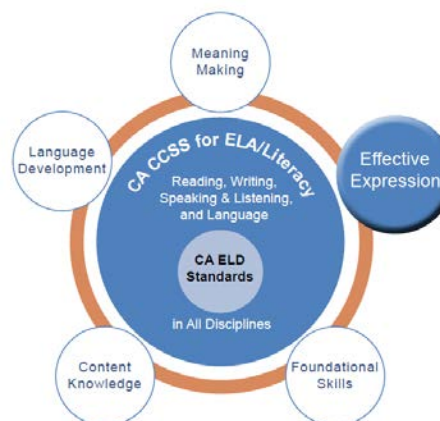 Meaning
Making
Effective
Expression
Language
Development
CA CCSS for ELA/Literacy
Reading, Writing,
Speaking & Listening,
and Language
CA ELD
Standards
in All Disciplines
Content
Knowledge
Foundational
Skills